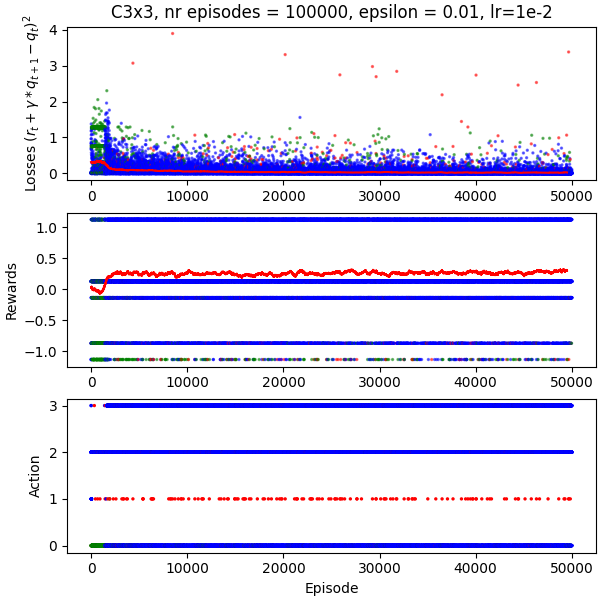 C3x3, nr episodes = 100000, epsilon = 0.01, lr=1e-2
Losses (r_t + γ * q_{t+1} − q_t)^2
4
3
2
1
0
0 10000 20000 30000 40000 50000
Rewards
1.0
0.5
0.0
−0.5
−1.0
0 10000 20000 30000 40000 50000
Action
3
2
1
0
0 10000 20000 30000 40000 50000
Episode